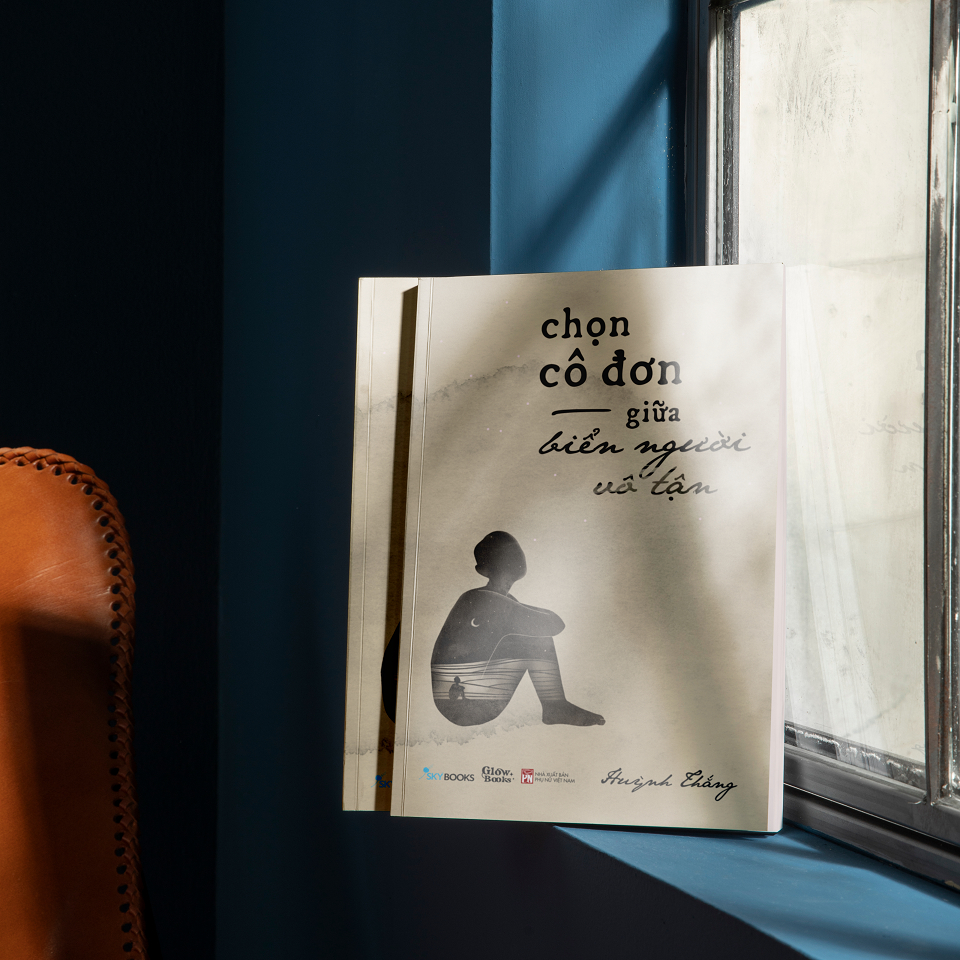 chọn
cô đơn
giữa
biển người
vô tận
SKYBOOKS
Glow
Books
PN
NHÀ XUẤT BẢN
PHỤ NỮ VIỆT NAM
Huỳnh Thắng